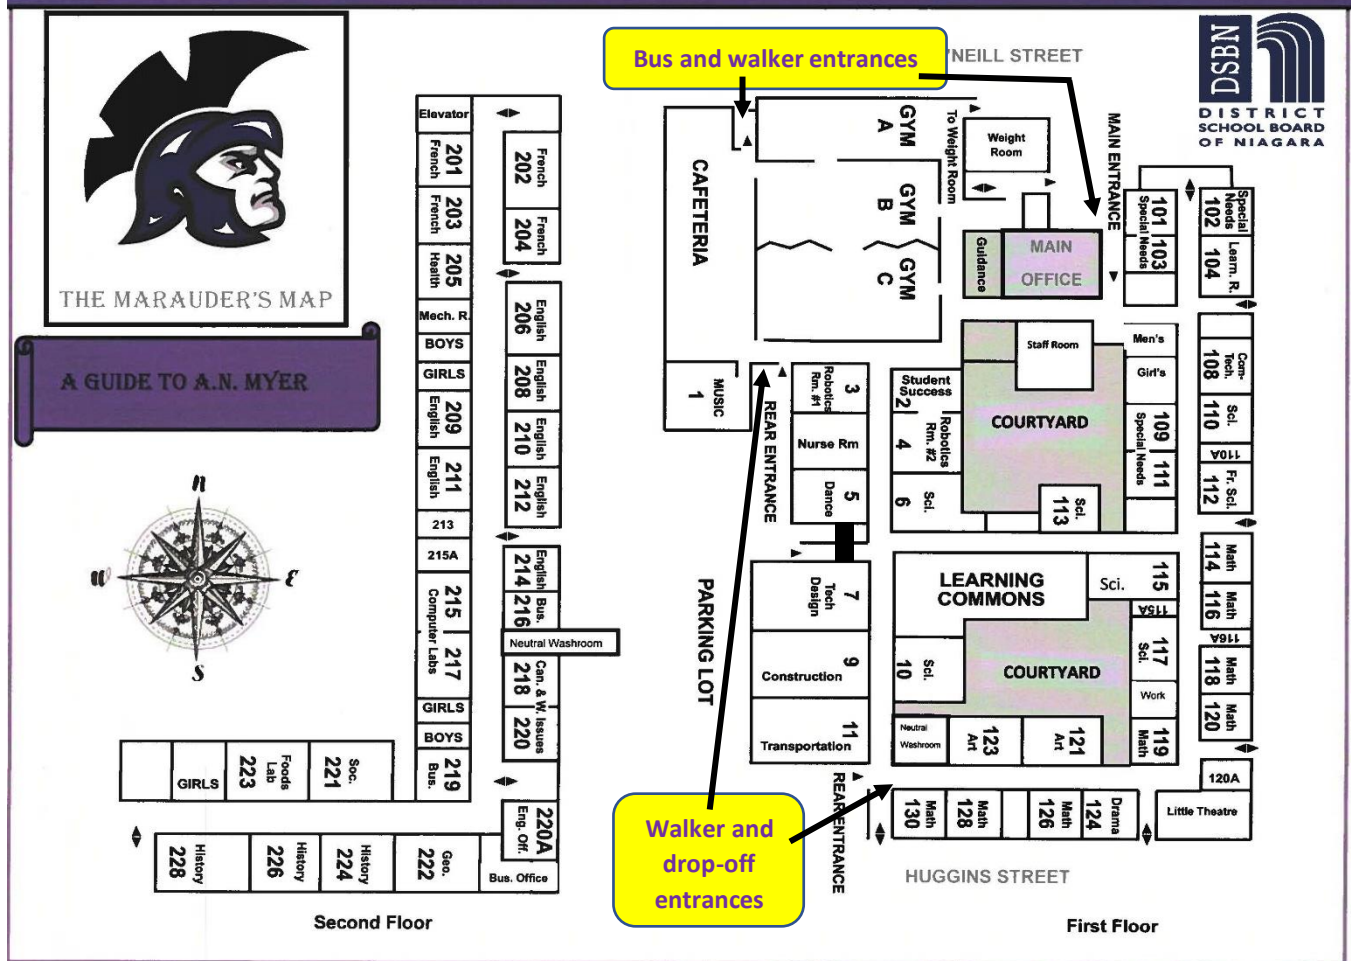 THE MARAUDER'S MAP
A GUIDE TO A.N. MYER
n
w
E
s
Elevator
201 French
203 French
205 Health
Mech. R.
BOYS
GIRLS
209 English
211 English
213
215A
215 Computer Labs 217
GIRLS
BOYS
219 Bus.
202 French
204 French
206 English
208 English
210 English
212 English
214 English
216 Bus.
Neutral Washroom
218 Can. & W. Issues 220
220A Eng. Off.
Bus. Office
GIRLS
223 Foods Lab
221 Soc.
228 History
226 History
224 History
222 Geo.
Second Floor
Bus and walker entrances
'NEILL STREET
DSBN
DISTRICT
SCHOOL BOARD
OF NIAGARA
CAFETERIA
GYM A
GYM B
GYM C
To Weight Room
Weight
Room
MAIN ENTRANCE
Guidance
MAIN
OFFICE
101 Special Needs 103
102 Special Needs
104 Learn. R.
MUSIC 1
REAR ENTRANCE
3 Robotics Rm. #1
Nurse Rm
5 Dance
Student
Success
2
4 Robotics Rm. #2
6 Sci.
Staff Room
COURTYARD
Sci. 113
Men's
Girl's
109 Special Needs 111
108 Com-Tech.
110 Sci.
110A
112 Fr. Sci.
PARKING LOT
7 Tech Design
9
Construction
11
Transportation
LEARNING
COMMONS
Sci. 115
115A
117 Sci.
Work
119 Math
10 Sci.
COURTYARD
Neutral
Washroom
123 Art
121 Art
114 Math
116 Math
116A
118 Math
120 Math
120A
Little Theatre
REAR ENTRANCE
130 Math
128 Math
126 Math
124 Drama
Walker and
drop-off
entrances
HUGGINS STREET
First Floor